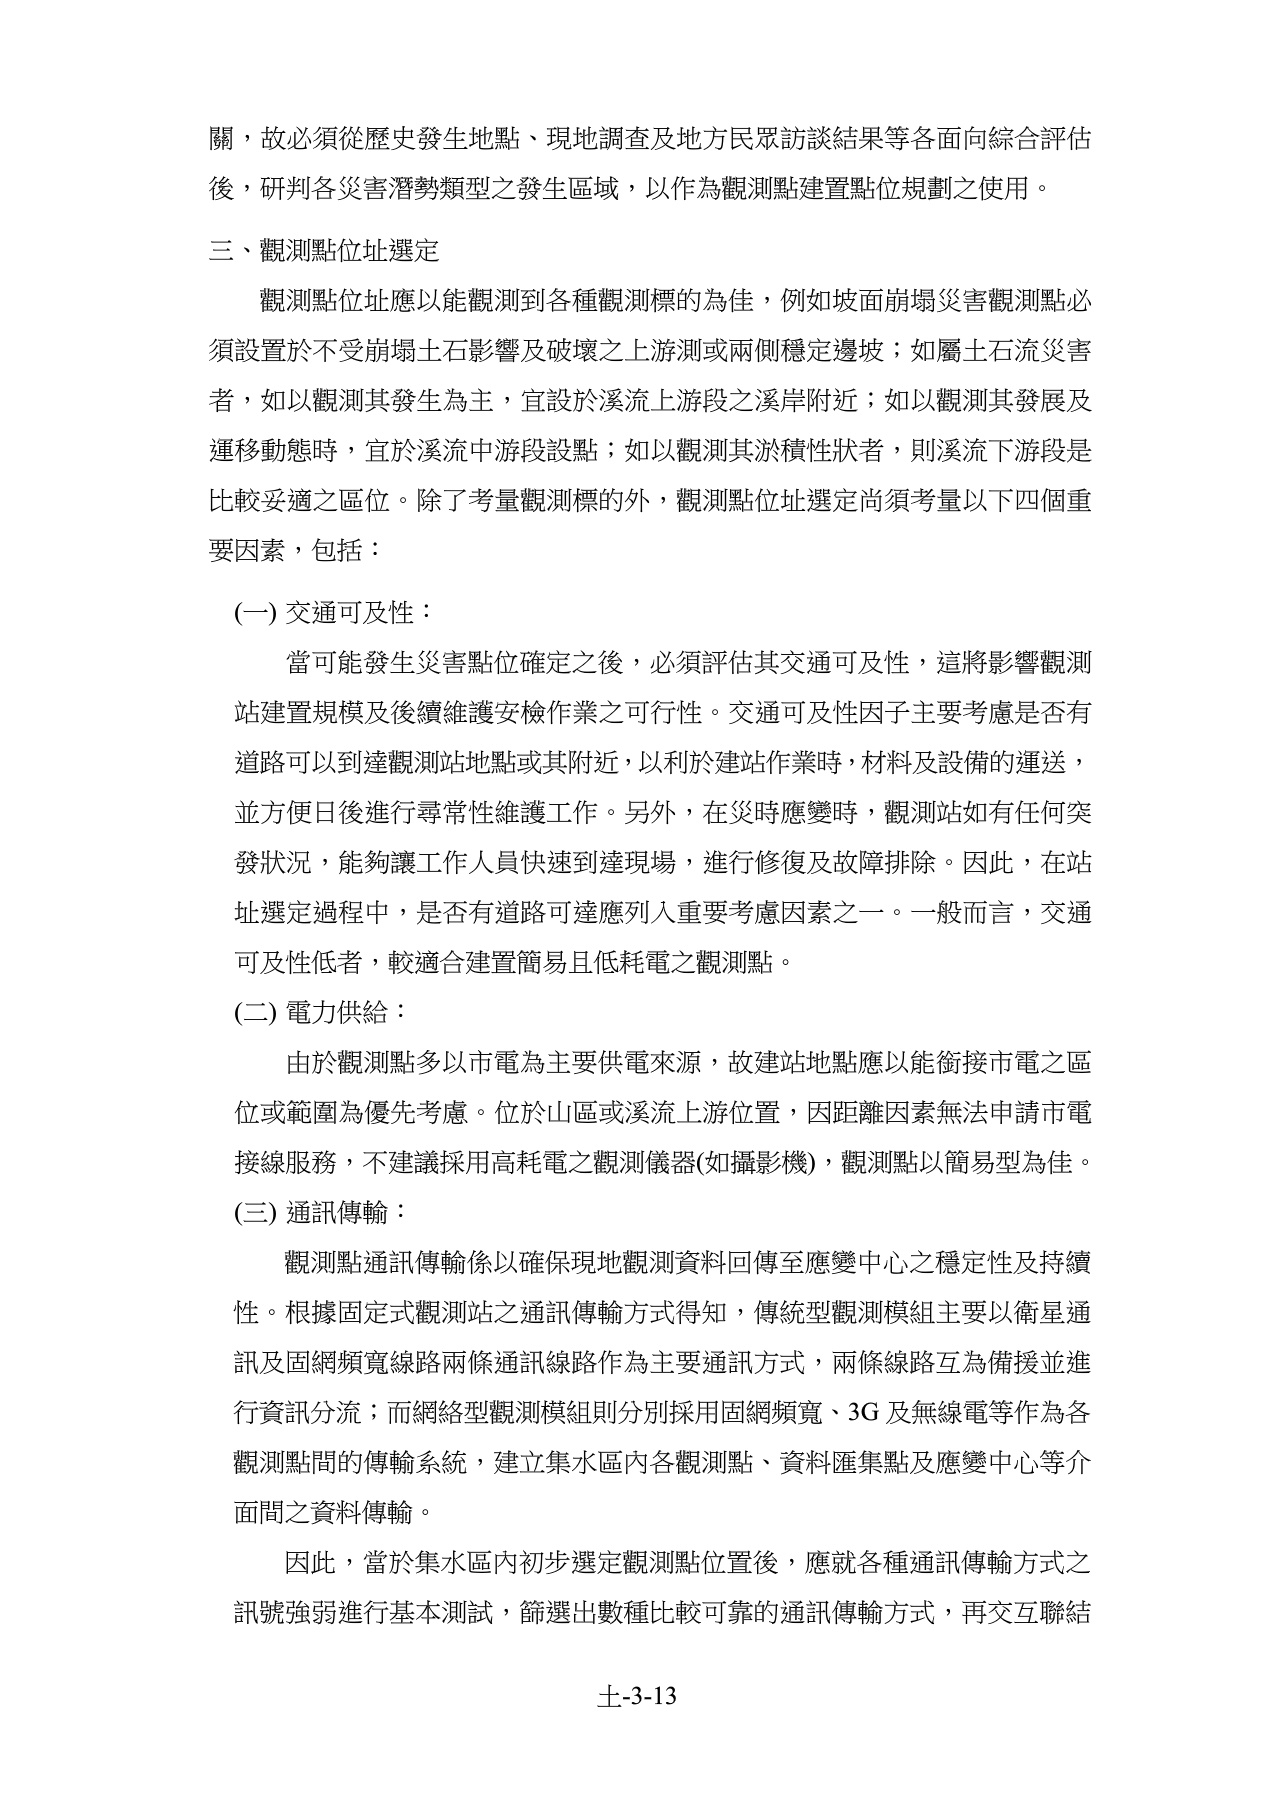 關，故必須從歷史發生地點、現地調查及地方民眾訪談結果等各面向綜合評估
後，研判各災害潛勢類型之發生區域，以作為觀測點建置點位規劃之使用。
三、觀測點位址選定
觀測點位址應以能觀測到各種觀測標的為佳，例如坡面崩塌災害觀測點必
須設置於不受崩塌土石影響及破壞之上游測或兩側穩定邊坡；如屬土石流災害
者，如以觀測其發生為主，宜設於溪流上游段之溪岸附近；如以觀測其發展及
運移動態時，宜於溪流中游段設點；如以觀測其淤積性狀者，則溪流下游段是
比較妥適之區位。除了考量觀測標的外，觀測點位址選定尚須考量以下四個重
要因素，包括：
(一) 交通可及性：
當可能發生災害點位確定之後，必須評估其交通可及性，這將影響觀測
站建置規模及後續維護安檢作業之可行性。交通可及性因子主要考慮是否有
道路可以到達觀測站地點或其附近，以利於建站作業時，材料及設備的運送，
並方便日後進行尋常性維護工作。另外，在災時應變時，觀測站如有任何突
發狀況，能夠讓工作人員快速到達現場，進行修復及故障排除。因此，在站
址選定過程中，是否有道路可達應列入重要考慮因素之一。一般而言，交通
可及性低者，較適合建置簡易且低耗電之觀測點。
(二) 電力供給：
由於觀測點多以市電為主要供電來源，故建站地點應以能銜接市電之區
位或範圍為優先考慮。位於山區或溪流上游位置，因距離因素無法申請市電
接線服務，不建議採用高耗電之觀測儀器(如攝影機)，觀測點以簡易型為佳。
(三) 通訊傳輸：
觀測點通訊傳輸係以確保現地觀測資料回傳至應變中心之穩定性及持續
性。根據固定式觀測站之通訊傳輸方式得知，傳統型觀測模組主要以衛星通
訊及固網頻寬線路兩條通訊線路作為主要通訊方式，兩條線路互為備援並進
行資訊分流；而網絡型觀測模組則分別採用固網頻寬、3G 及無線電等作為各
觀測點間的傳輸系統，建立集水區內各觀測點、資料匯集點及應變中心等介
面間之資料傳輸。
因此，當於集水區內初步選定觀測點位置後，應就各種通訊傳輸方式之
訊號強弱進行基本測試，篩選出數種比較可靠的通訊傳輸方式，再交互聯結
土-3-13